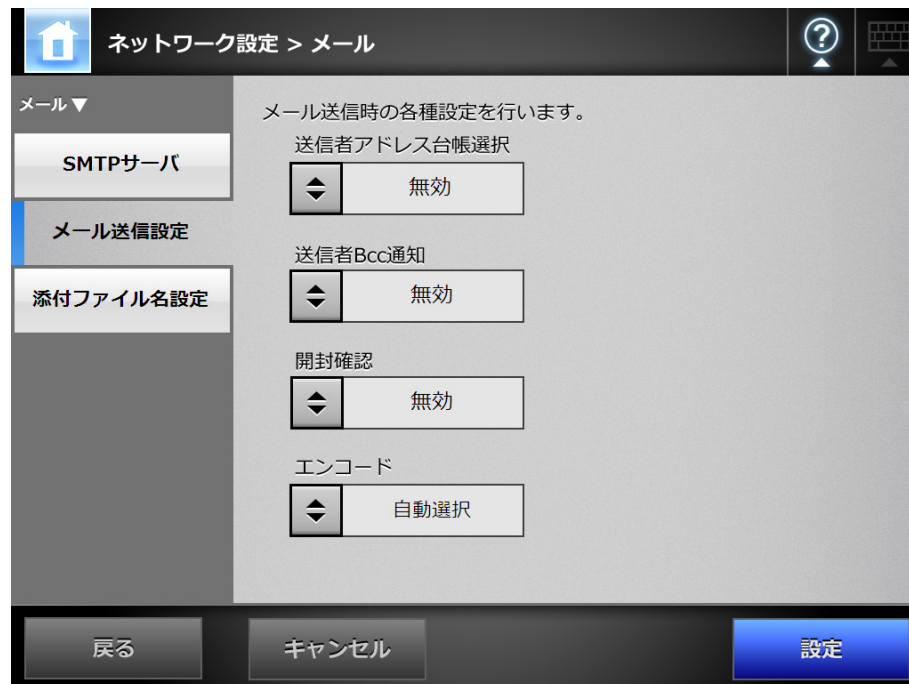 ネットワーク設定 > メール
メール▼
SMTPサーバ
メール送信設定
添付ファイル名設定
メール送信時の各種設定を行います。
送信者アドレス台帳選択
無効
送信者Bcc通知
無効
開封確認
無効
エンコード
自動選択
戻る
キャンセル
設定